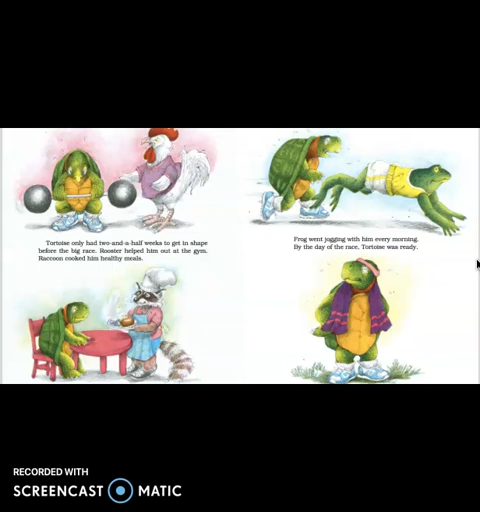 Tortoise only had two-and-a-half weeks to get in shape
before the big race. Rooster helped him out at the gym.
Raccoon cooked him healthy meals.
Frog went jogging with him every morning.
By the day of the race, Tortoise was ready.
RECORDED WITH
SCREENCAST MATIC